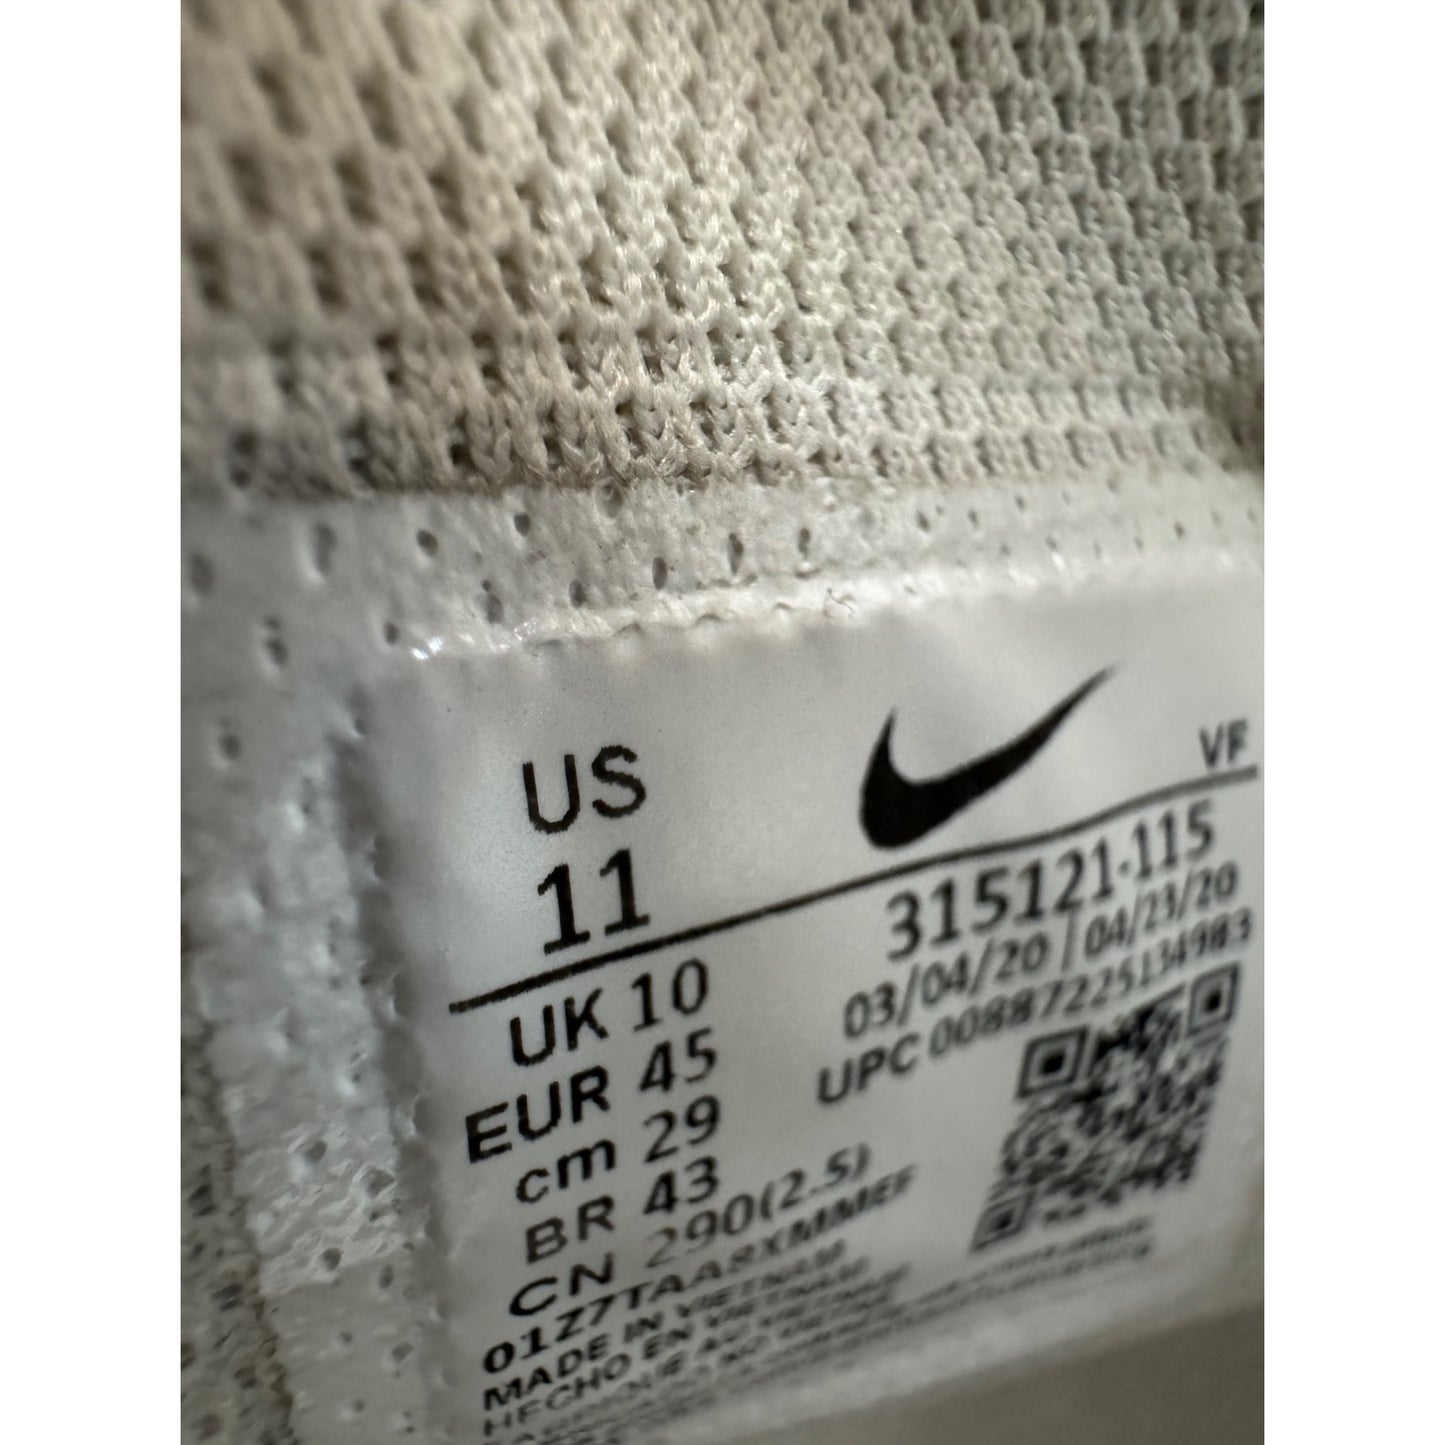 US
11
VF
315121-115
03/04/20 | 04/23/20
UPC 00887225134983
UK 10
EUR 45
cm 29
BR 43
CN 290(2.5)
01Z7TAA8XMMEF
MADE IN VIETNAM
HECHO EN VIETNAM